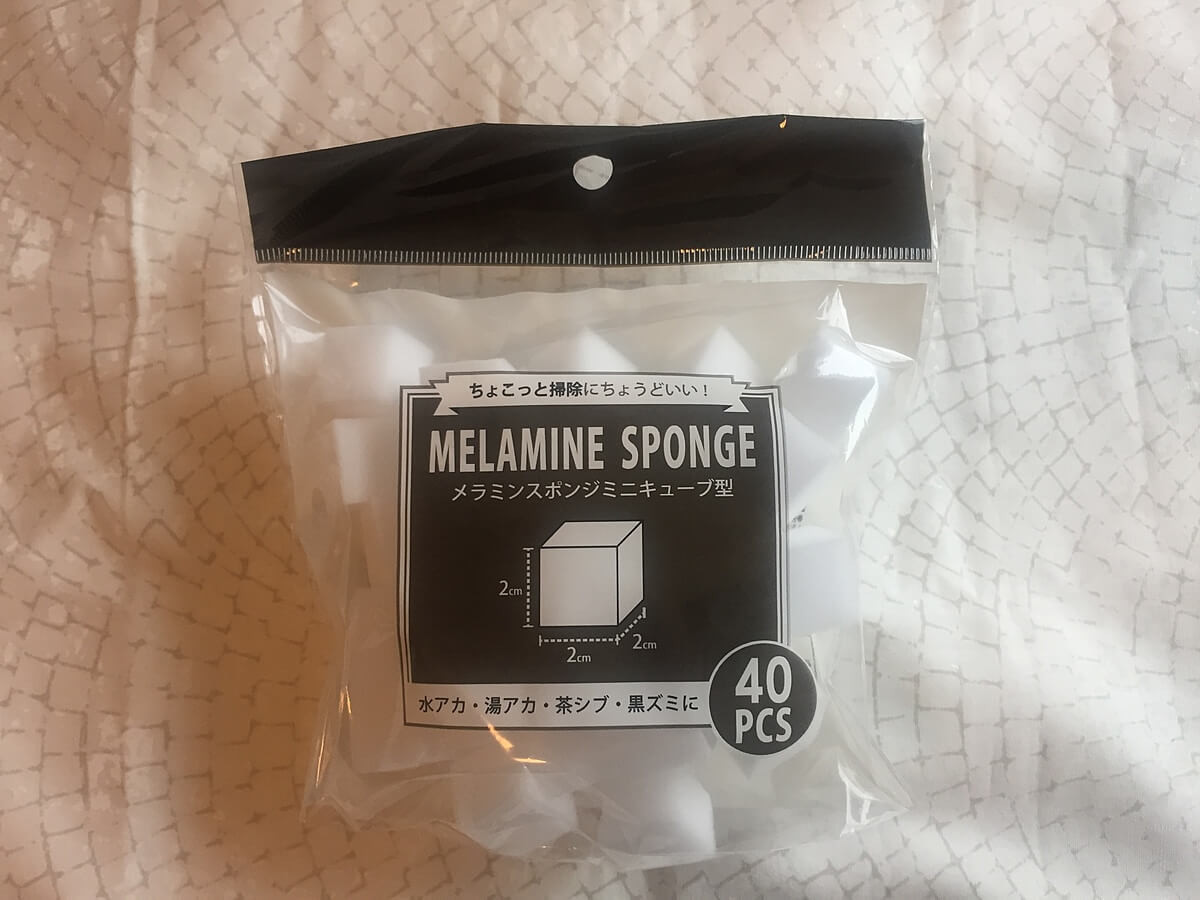 ちょこっと掃除にちょうどいい!
MELAMINE SPONGE
メラミンスポンジミニキューブ型
2cm
2cm
2cm
水アカ・湯アカ・茶シブ・黒ズミに
40
PCS